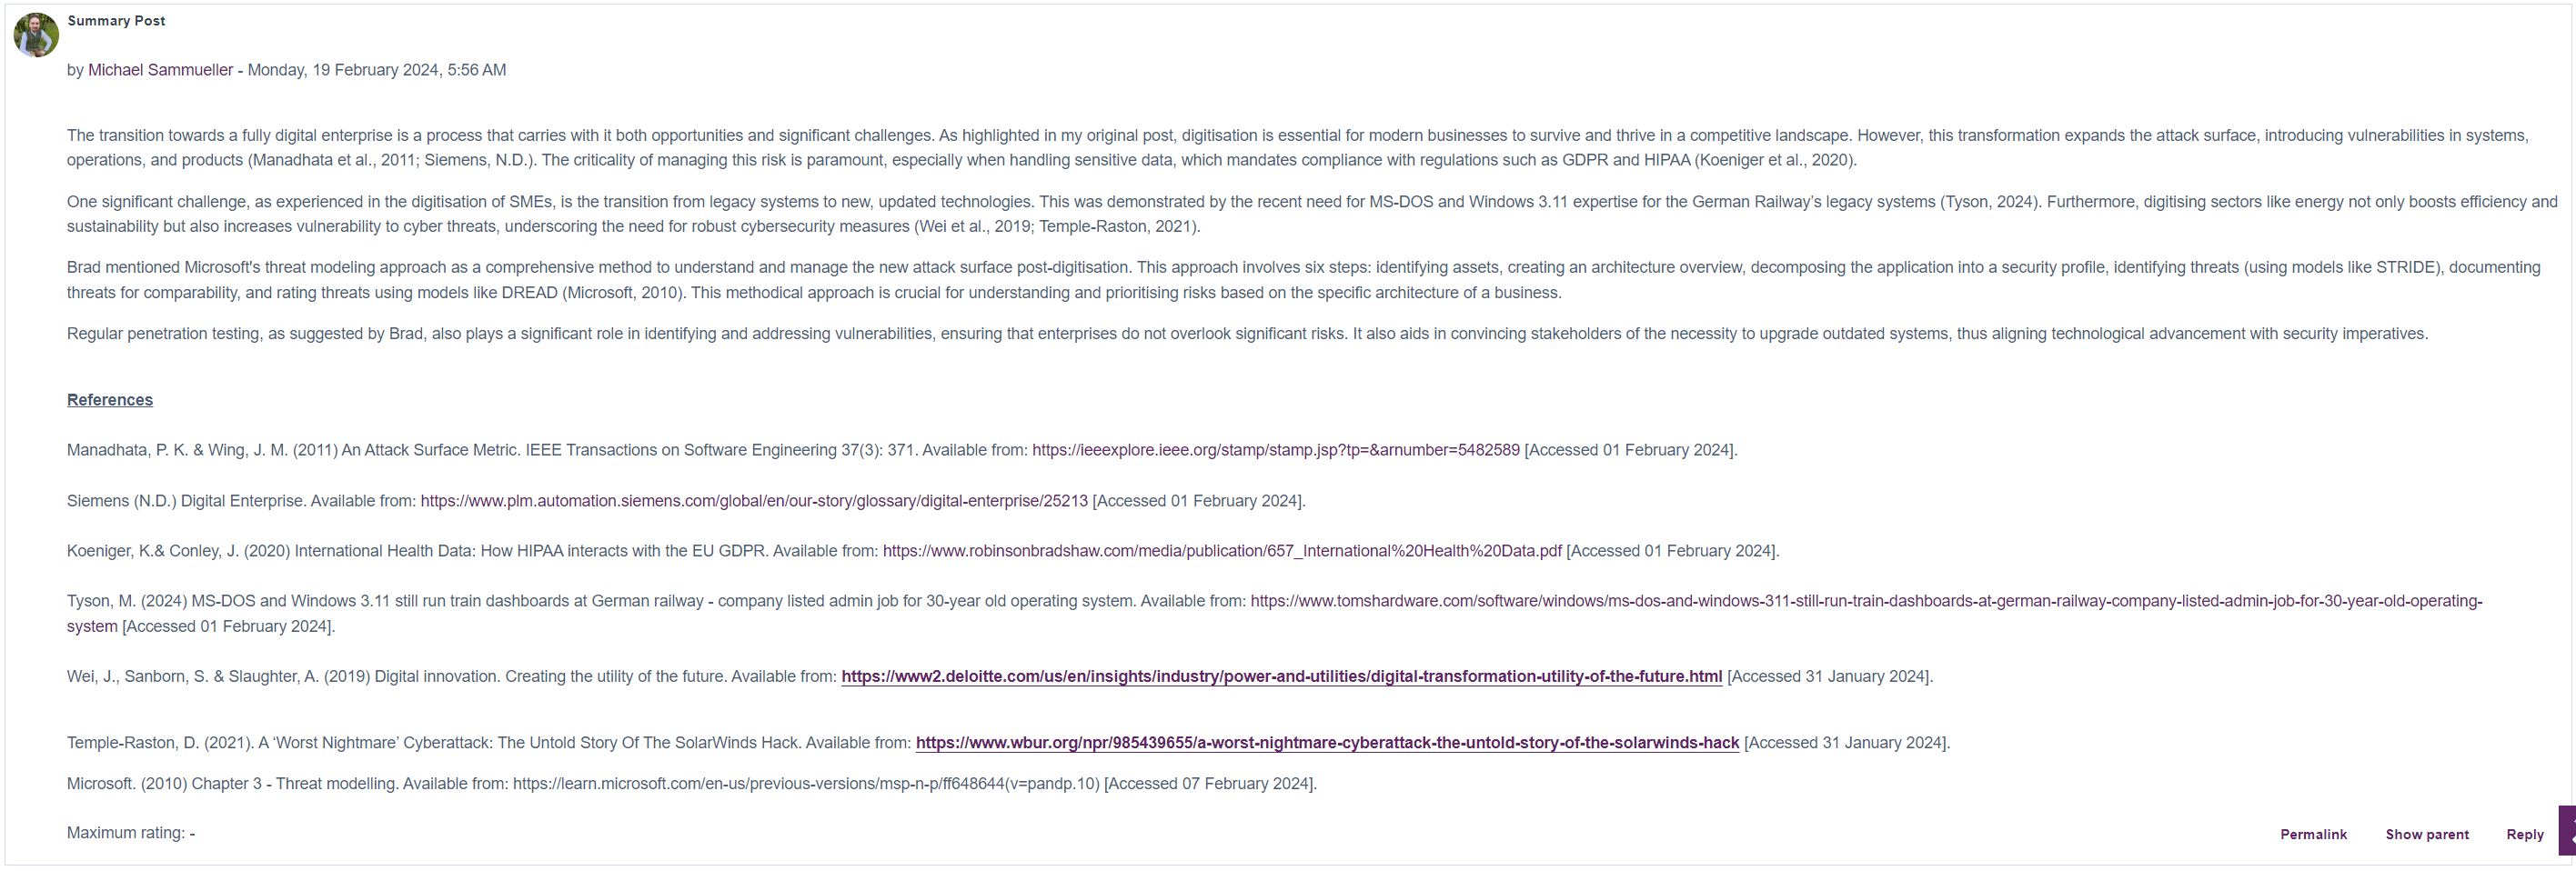 Summary Post
by Michael Sammueller - Monday, 19 February 2024, 5:56 AM
The transition towards a fully digital enterprise is a process that carries with it both opportunities and significant challenges. As highlighted in my original post, digitisation is essential for modern businesses to survive and thrive in a competitive landscape. However, this transformation expands the attack surface, introducing vulnerabilities in systems,
operations, and products (Manadhata et al., 2011; Siemens, N.D.). The criticality of managing this risk is paramount, especially when handling sensitive data, which mandates compliance with regulations such as GDPR and HIPAA (Koeniger et al., 2020).
One significant challenge, as experienced in the digitisation of SMEs, is the transition from legacy systems to new, updated technologies. This was demonstrated by the recent need for MS-DOS and Windows 3.11 expertise for the German Railway’s legacy systems (Tyson, 2024). Furthermore, digitising sectors like energy not only boosts efficiency and
sustainability but also increases vulnerability to cyber threats, underscoring the need for robust cybersecurity measures (Wei et al., 2019; Temple-Raston, 2021).
Brad mentioned Microsoft's threat modeling approach as a comprehensive method to understand and manage the new attack surface post-digitisation. This approach involves six steps: identifying assets, creating an architecture overview, decomposing the application into a security profile, identifying threats (using models like STRIDE), documenting
threats for comparability, and rating threats using models like DREAD (Microsoft, 2010). This methodical approach is crucial for understanding and prioritising risks based on the specific architecture of a business.
Regular penetration testing, as suggested by Brad, also plays a significant role in identifying and addressing vulnerabilities, ensuring that enterprises do not overlook significant risks. It also aids in convincing stakeholders of the necessity to upgrade outdated systems, thus aligning technological advancement with security imperatives.
References
Manadhata, P. K. & Wing, J. M. (2011) An Attack Surface Metric. IEEE Transactions on Software Engineering 37(3): 371. Available from: https://ieeexplore.ieee.org/stamp/stamp.jsp?tp=&arnumber=5482589 [Accessed 01 February 2024].
Siemens (N.D.) Digital Enterprise. Available from: https://www.plm.automation.siemens.com/global/en/our-story/glossary/digital-enterprise/25213 [Accessed 01 February 2024].
Koeniger, K.& Conley, J. (2020) International Health Data: How HIPAA interacts with the EU GDPR. Available from: https://www.robinsonbradshaw.com/media/publication/657_International%20Health%20Data.pdf [Accessed 01 February 2024].
Tyson, M. (2024) MS-DOS and Windows 3.11 still run train dashboards at German railway - company listed admin job for 30-year old operating system. Available from: https://www.tomshardware.com/software/windows/ms-dos-and-windows-311-still-run-train-dashboards-at-german-railway-company-listed-admin-job-for-30-year-old-operating-
system [Accessed 01 February 2024].
Wei, J., Sanborn, S. & Slaughter, A. (2019) Digital innovation. Creating the utility of the future. Available from: https://www2.deloitte.com/us/en/insights/industry/power-and-utilities/digital-transformation-utility-of-the-future.html [Accessed 31 January 2024].
Temple-Raston, D. (2021). A ‘Worst Nightmare’ Cyberattack: The Untold Story Of The SolarWinds Hack. Available from: https://www.wbur.org/npr/985439655/a-worst-nightmare-cyberattack-the-untold-story-of-the-solarwinds-hack [Accessed 31 January 2024].
Microsoft. (2010) Chapter 3 - Threat modelling. Available from: https://learn.microsoft.com/en-us/previous-versions/msp-n-p/ff648644(v=pandp.10) [Accessed 07 February 2024].
Maximum rating: -
Permalink Show parent Reply